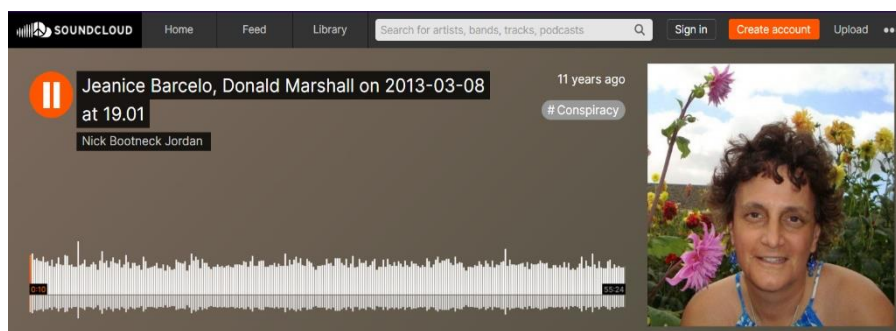 SOUNDCLOUD Home Feed Library Search for artists, bands, tracks, podcasts Sign in Create account Upload
Jeanice Barcelo, Donald Marshall on 2013-03-08
at 19.01
Nick Bootneck Jordan
11 years ago
# Conspiracy
0:10 55:24